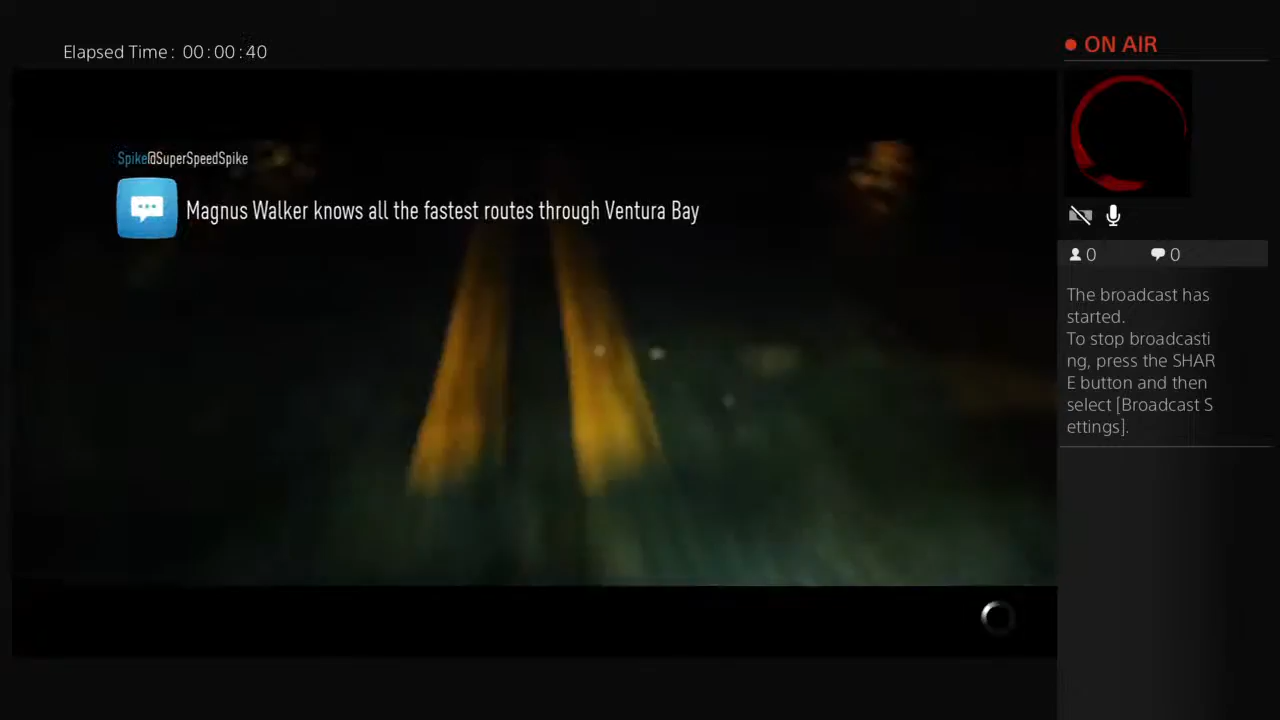 Elapsed Time: 00:00:40
ON AIR
Spike@SuperSpeedSpike
Magnus Walker knows all the fastest routes through Ventura Bay
0 0
The broadcast has
started.
To stop broadcasti
ng, press the SHAR
E button and then
select [Broadcast S
ettings].